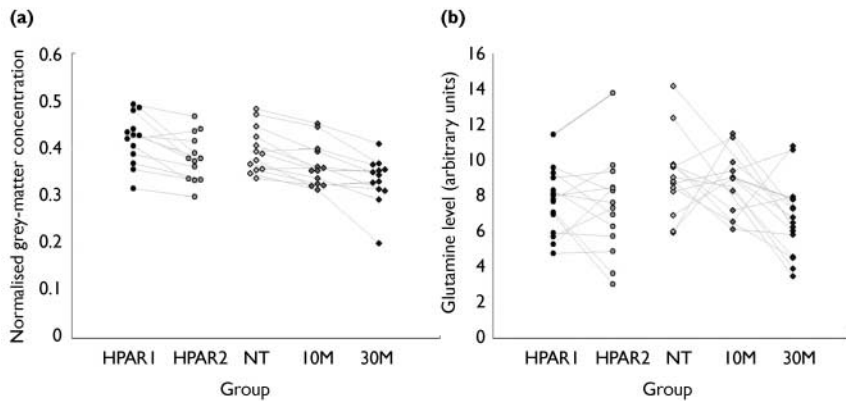 (a)
Normalised grey-matter concentration
0.6
0.5
0.4
0.3
0.2
0.1
0
HPAR1 HPAR2 NT 10M 30M
Group
(b)
Glutamine level (arbitrary units)
16
14
12
10
8
6
4
2
0
HPAR1 HPAR2 NT 10M 30M
Group